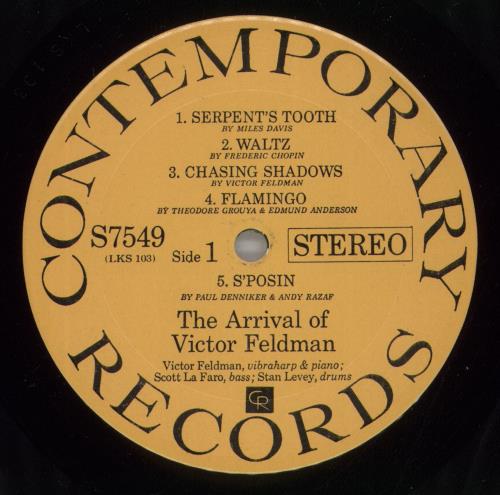 CONTEMPORARY
1. SERPENT'S TOOTH
BY MILES DAVIS
2. WALTZ
BY FREDERIC CHOPIN
3. CHASING SHADOWS
BY VICTOR FELDMAN
4. FLAMINGO
BY THEODORE GROUYA & EDMUND ANDERSON
S7549
(LKS 103)
Side 1
STEREO
5. S'POSIN
BY PAUL DENNIKER & ANDY RAZAF
The Arrival of
Victor Feldman
Victor Feldman, vibraharp & piano;
Scott La Faro, bass; Stan Levey, drums
CR
RECORDS